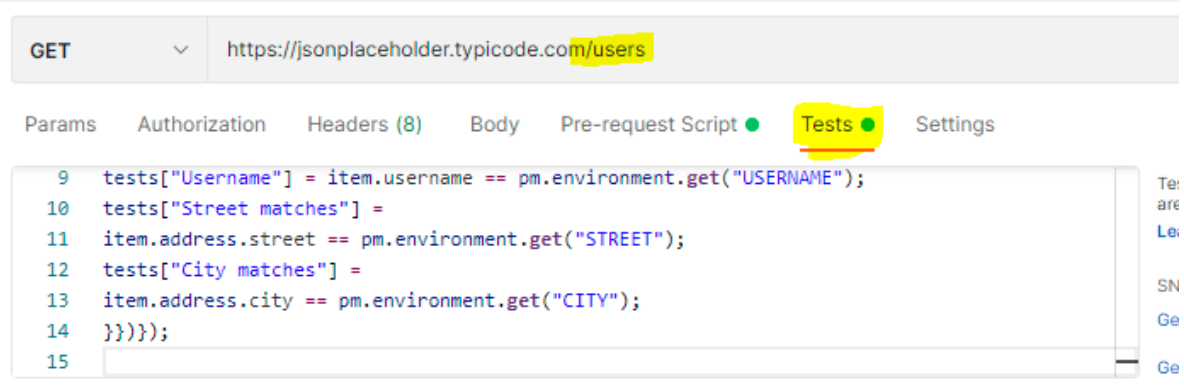 GET https://jsonplaceholder.typicode.com/users
Params Authorization Headers (8) Body Pre-request Script Tests Settings
9 tests["Username"] = item.username == pm.environment.get("USERNAME");
10 tests["Street matches"] =
11 item.address.street == pm.environment.get("STREET");
12 tests["City matches"] =
13 item.address.city == pm.environment.get("CITY");
14 }})});
15